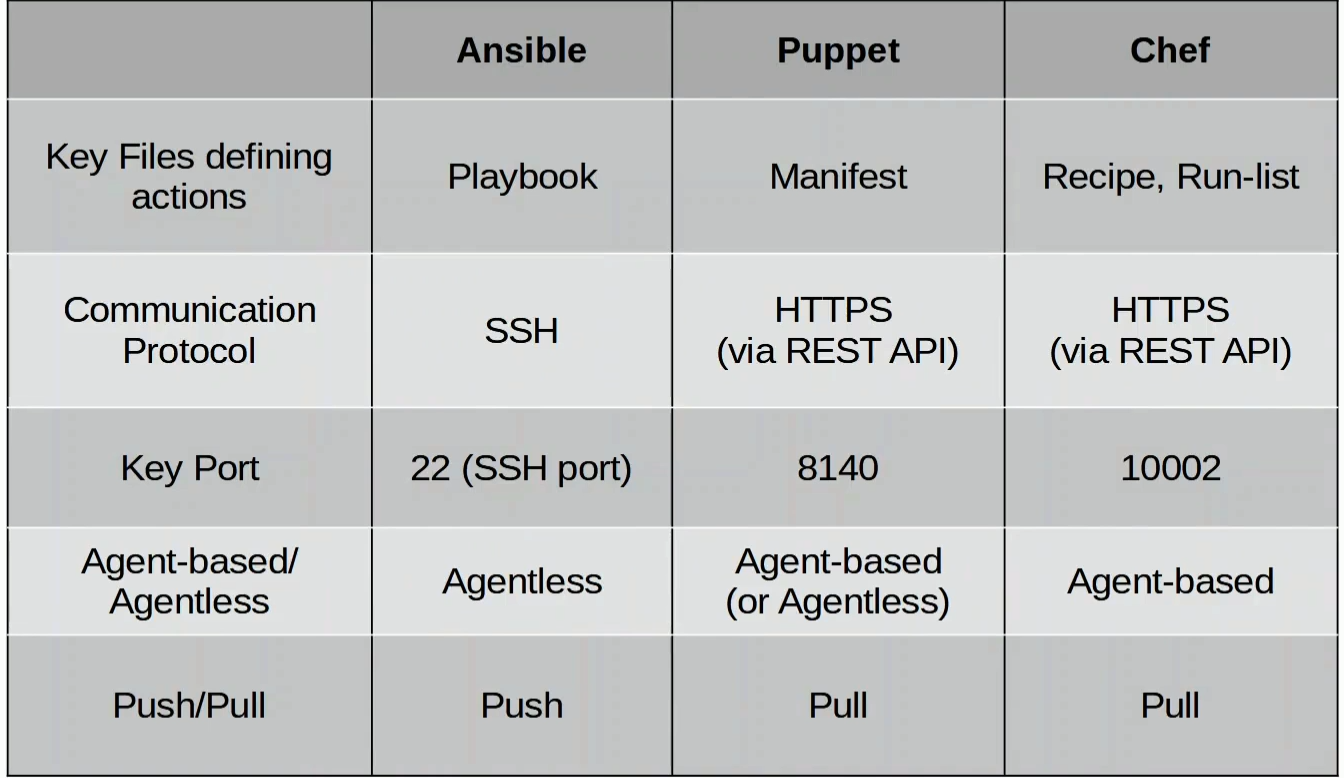 Ansible Puppet Chef
Key Files defining
actions
Playbook Manifest Recipe, Run-list
Communication
Protocol
SSH
HTTPS
(via REST API)
HTTPS
(via REST API)
Key Port 22 (SSH port) 8140 10002
Agent-based/
Agentless
Agentless
Agent-based
(or Agentless)
Agent-based
Push/Pull Push Pull Pull